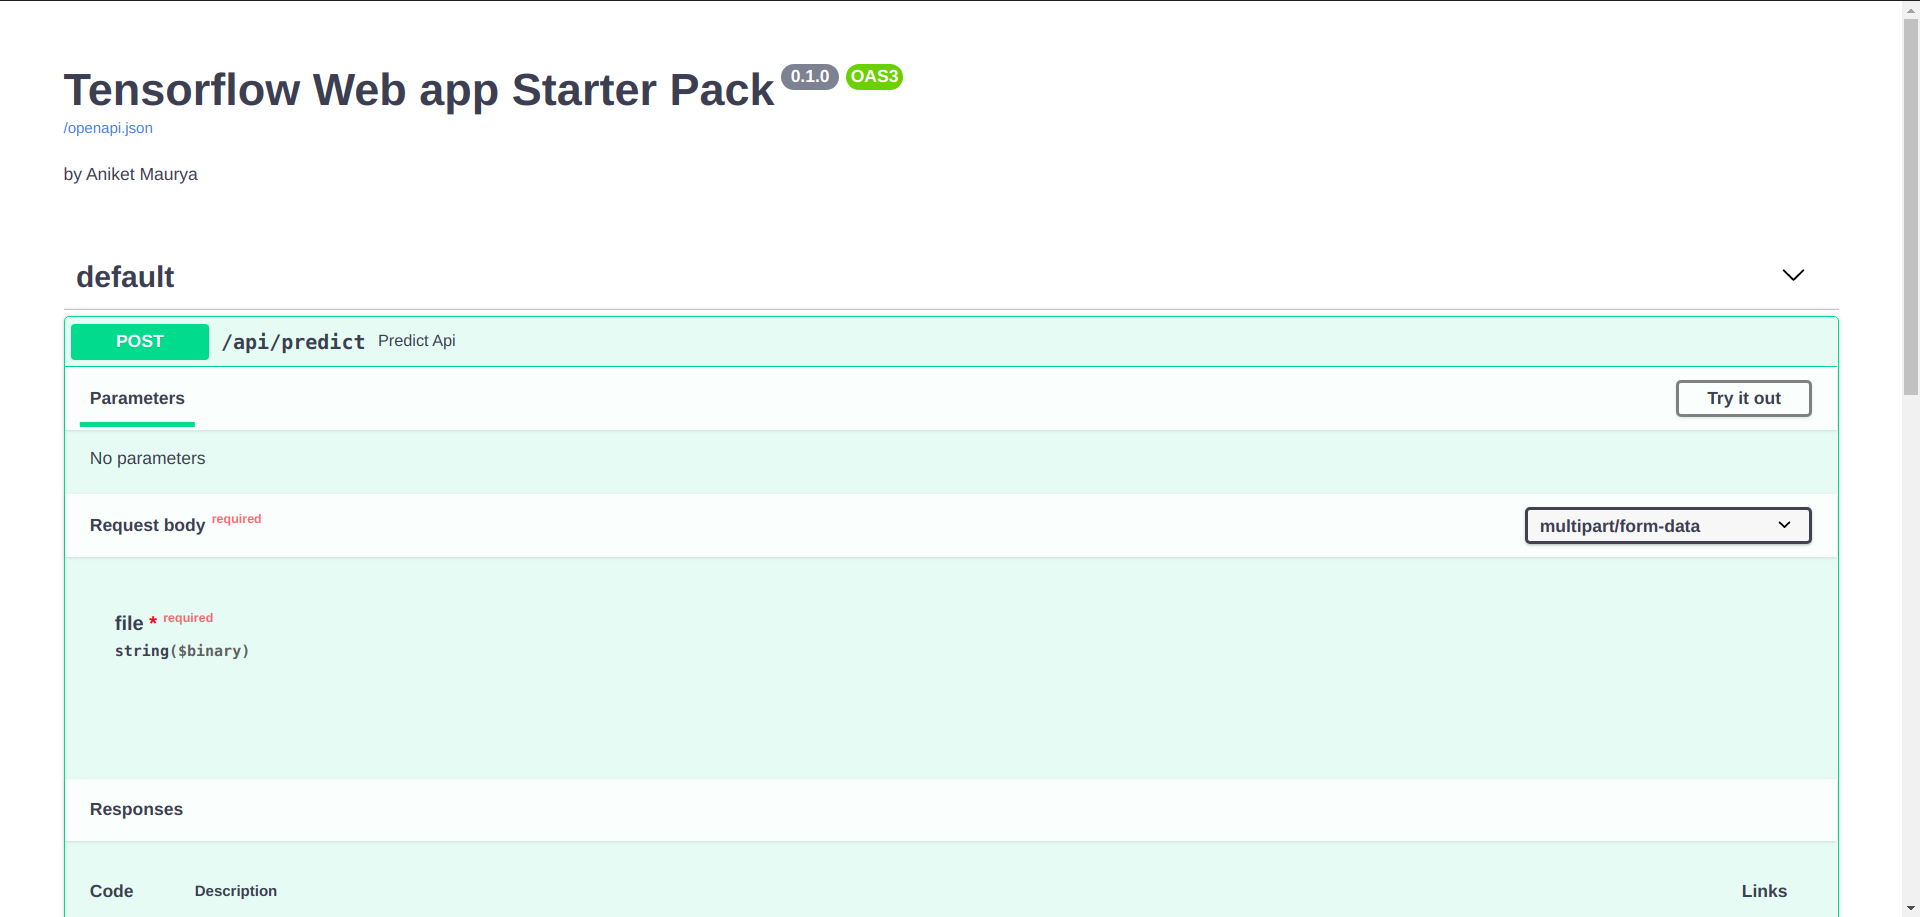 Tensorflow Web app Starter Pack 0.1.0 OAS3
/openapi.json
by Aniket Maurya
default
POST /api/predict Predict Api
Parameters Try it out
No parameters
Request body required multipart/form-data
file * required
string($binary)
Responses
Code Description Links